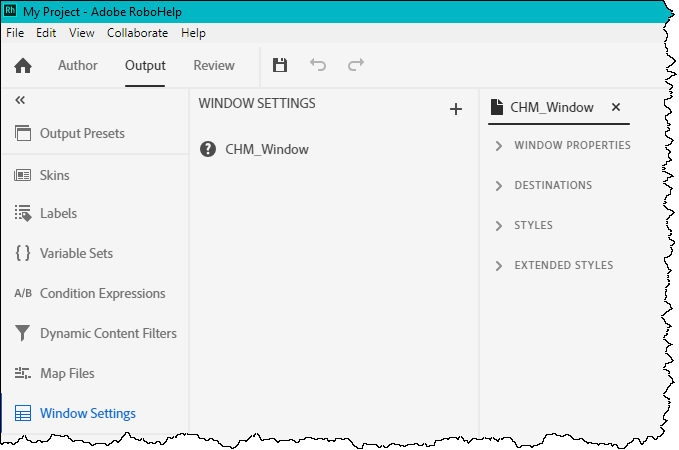 Rh My Project - Adobe RoboHelp
File Edit View Collaborate Help
Author Output Review
Output Presets
Skins
Labels
Variable Sets
A/B Condition Expressions
Dynamic Content Filters
Map Files
Window Settings
WINDOW SETTINGS
CHM_Window
CHM_Window
WINDOW PROPERTIES
DESTINATIONS
STYLES
EXTENDED STYLES